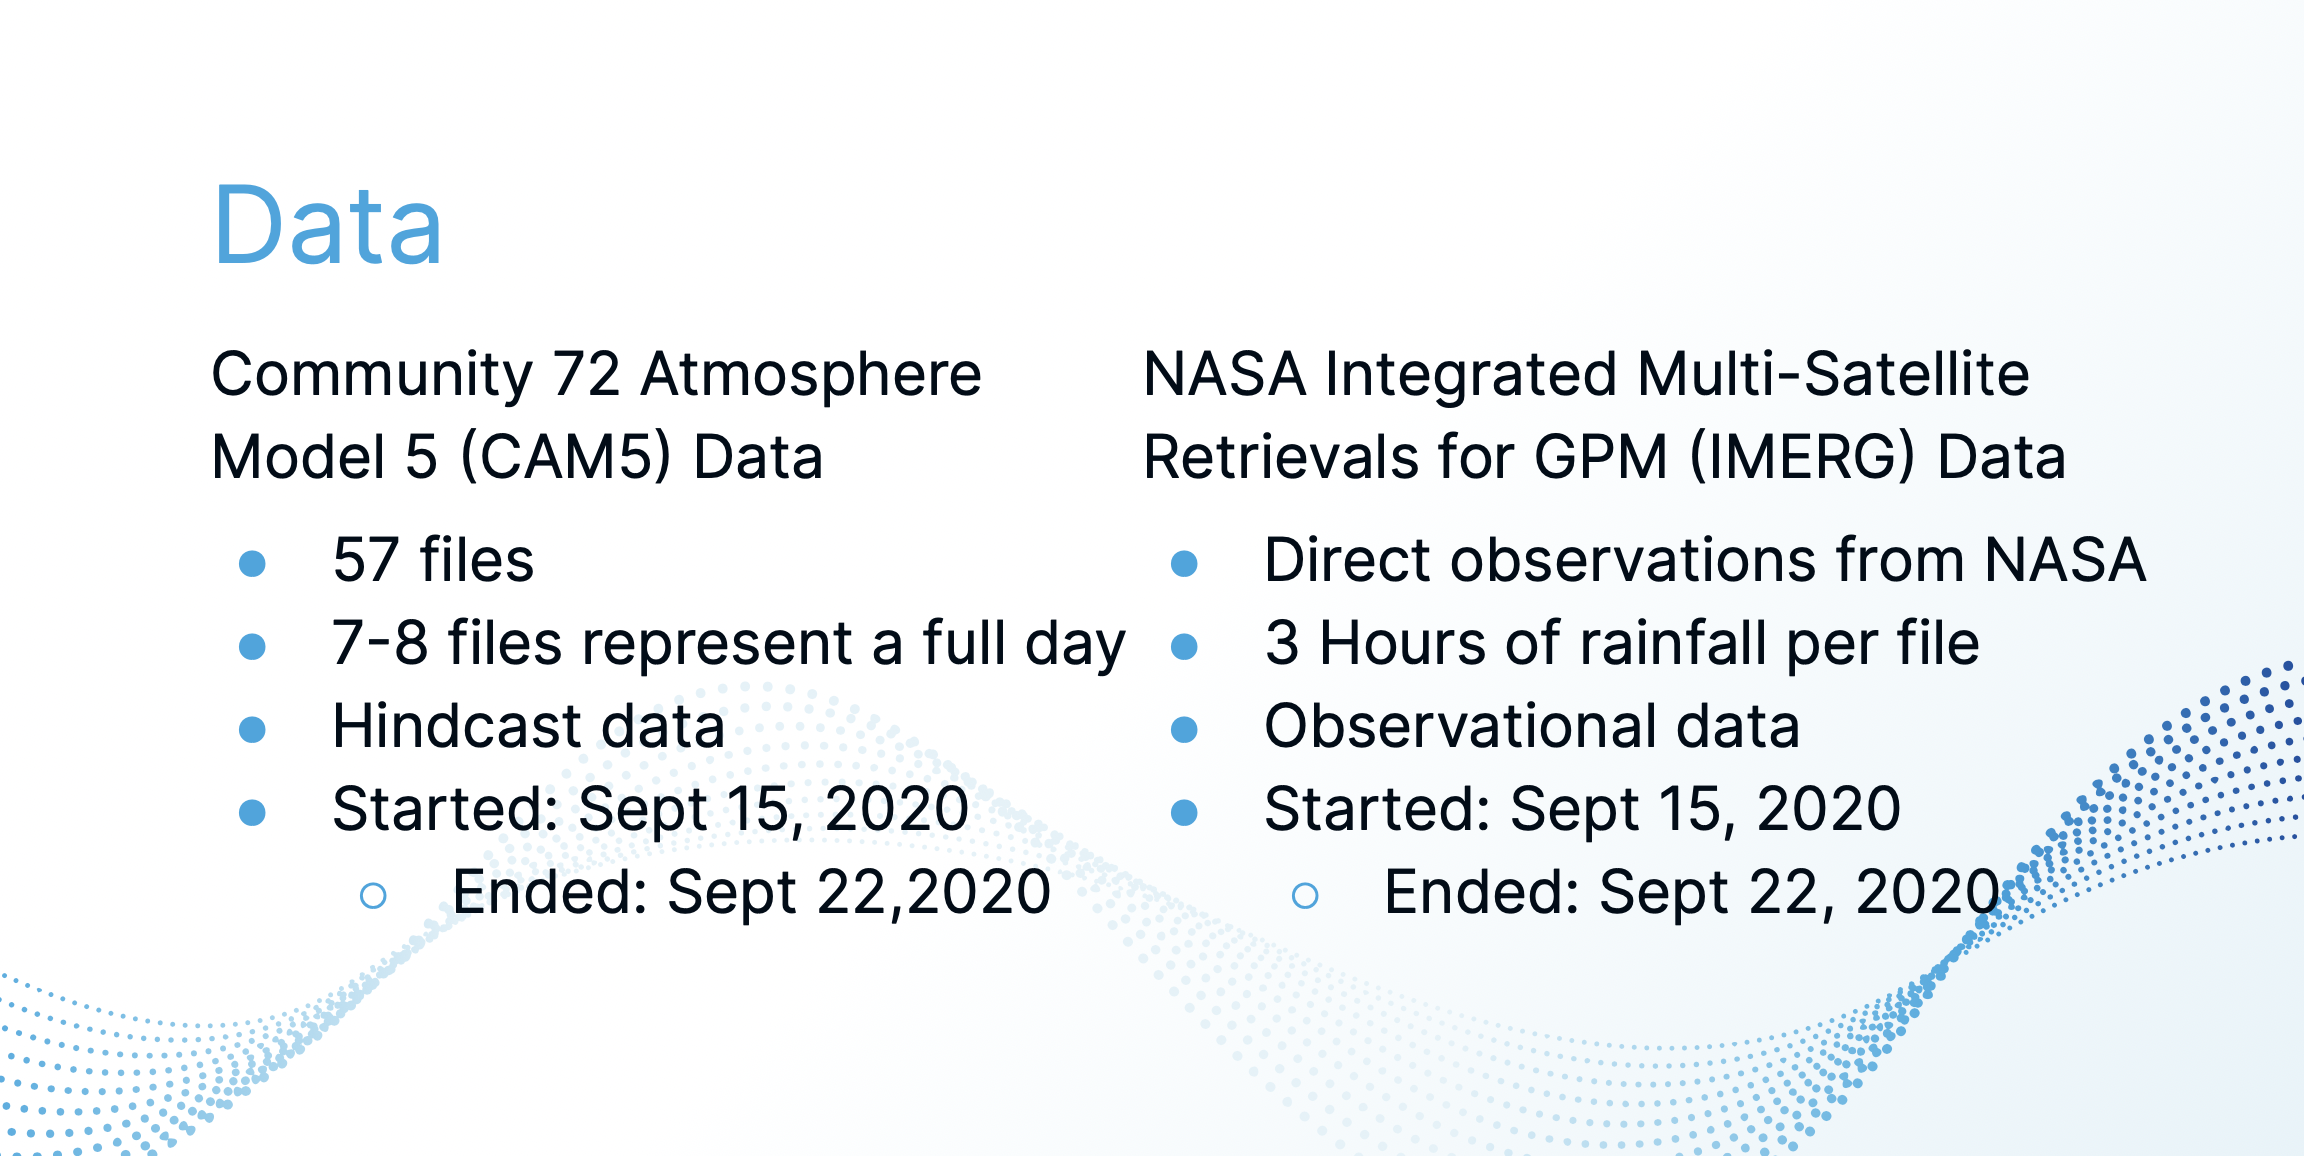 Data
Community 72 Atmosphere
Model 5 (CAM5) Data
57 files
7-8 files represent a full day
Hindcast data
Started: Sept 15, 2020
Ended: Sept 22,2020
NASA Integrated Multi-Satellite
Retrievals for GPM (IMERG) Data
Direct observations from NASA
3 Hours of rainfall per file
Observational data
Started: Sept 15, 2020
Ended: Sept 22, 2020